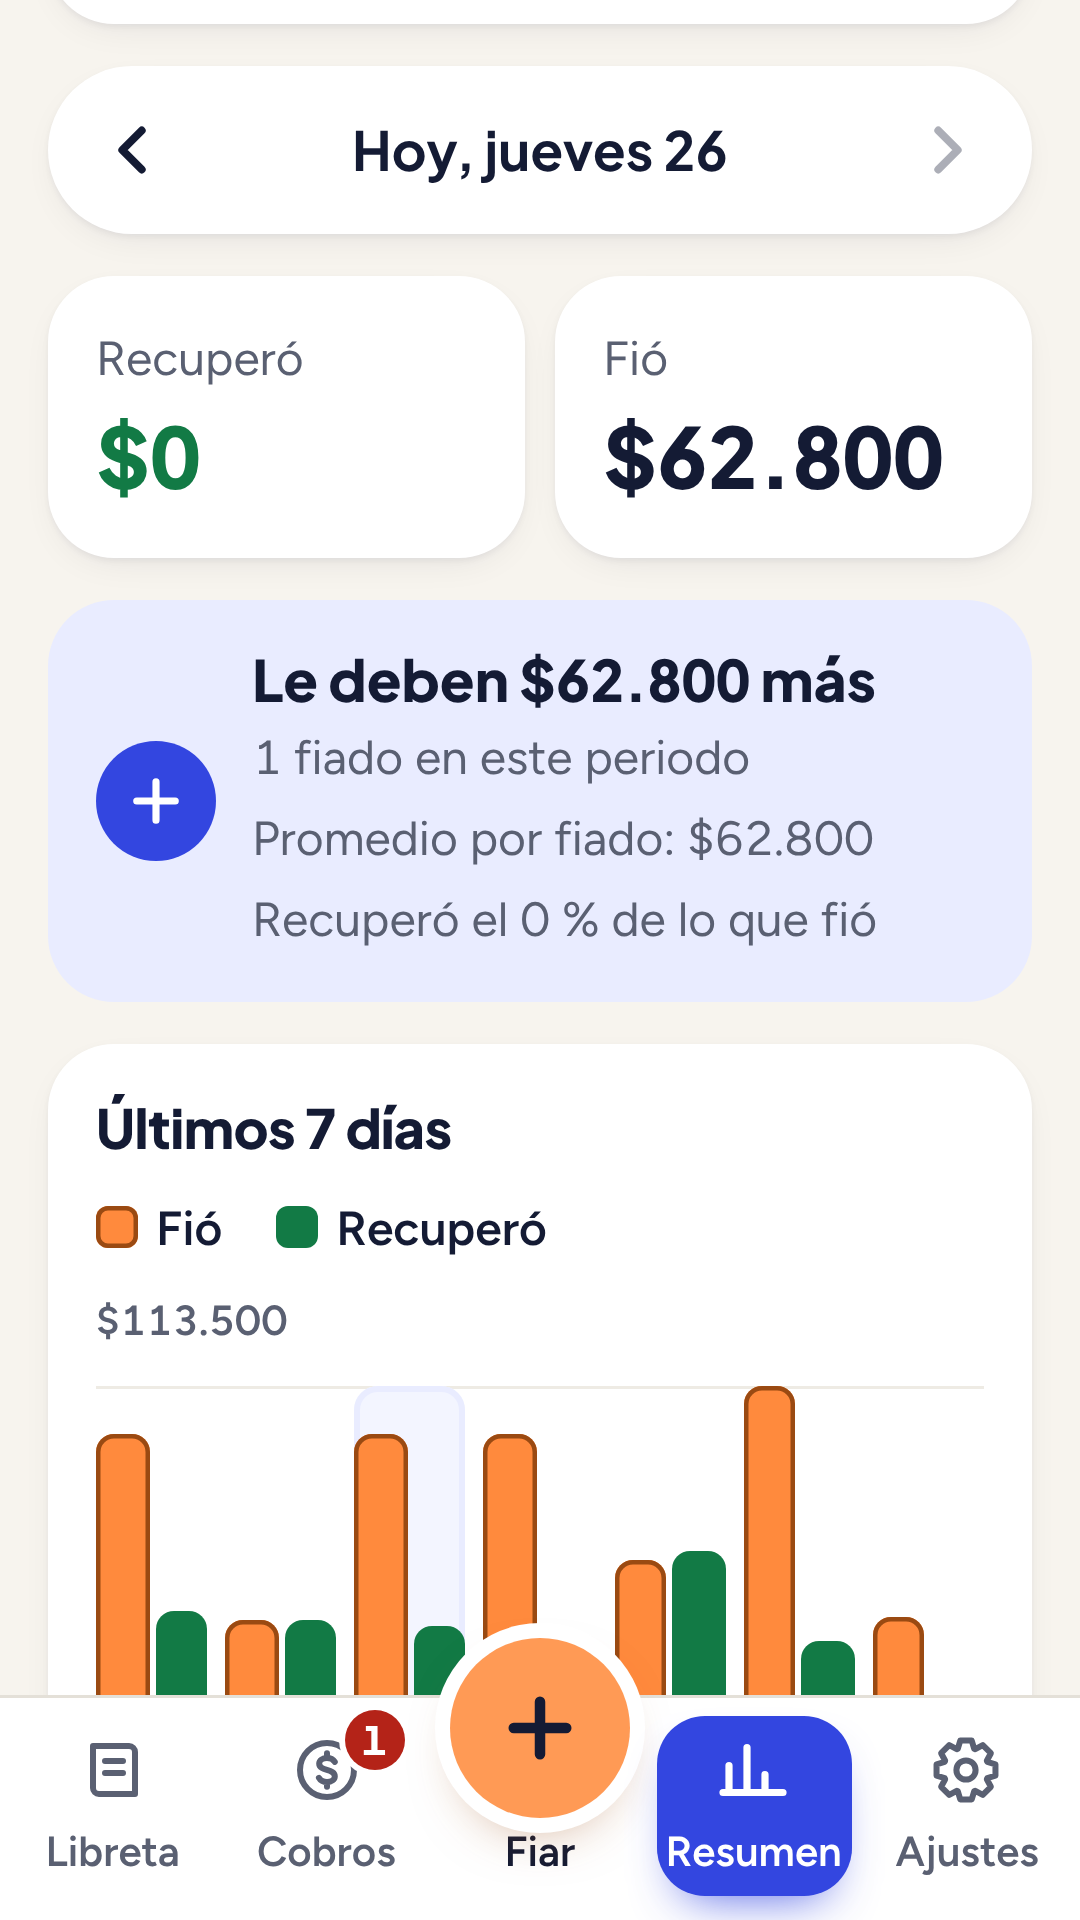 Hoy, jueves 26
Recuperó
$0
Fió
$62.800
Le deben $62.800 más
1 fiado en este periodo
Promedio por fiado: $62.800
Recuperó el 0 % de lo que fió
Últimos 7 días
Fió
Recuperó
$113.500
Libreta
1
Cobros
Fiar
Resumen
Ajustes